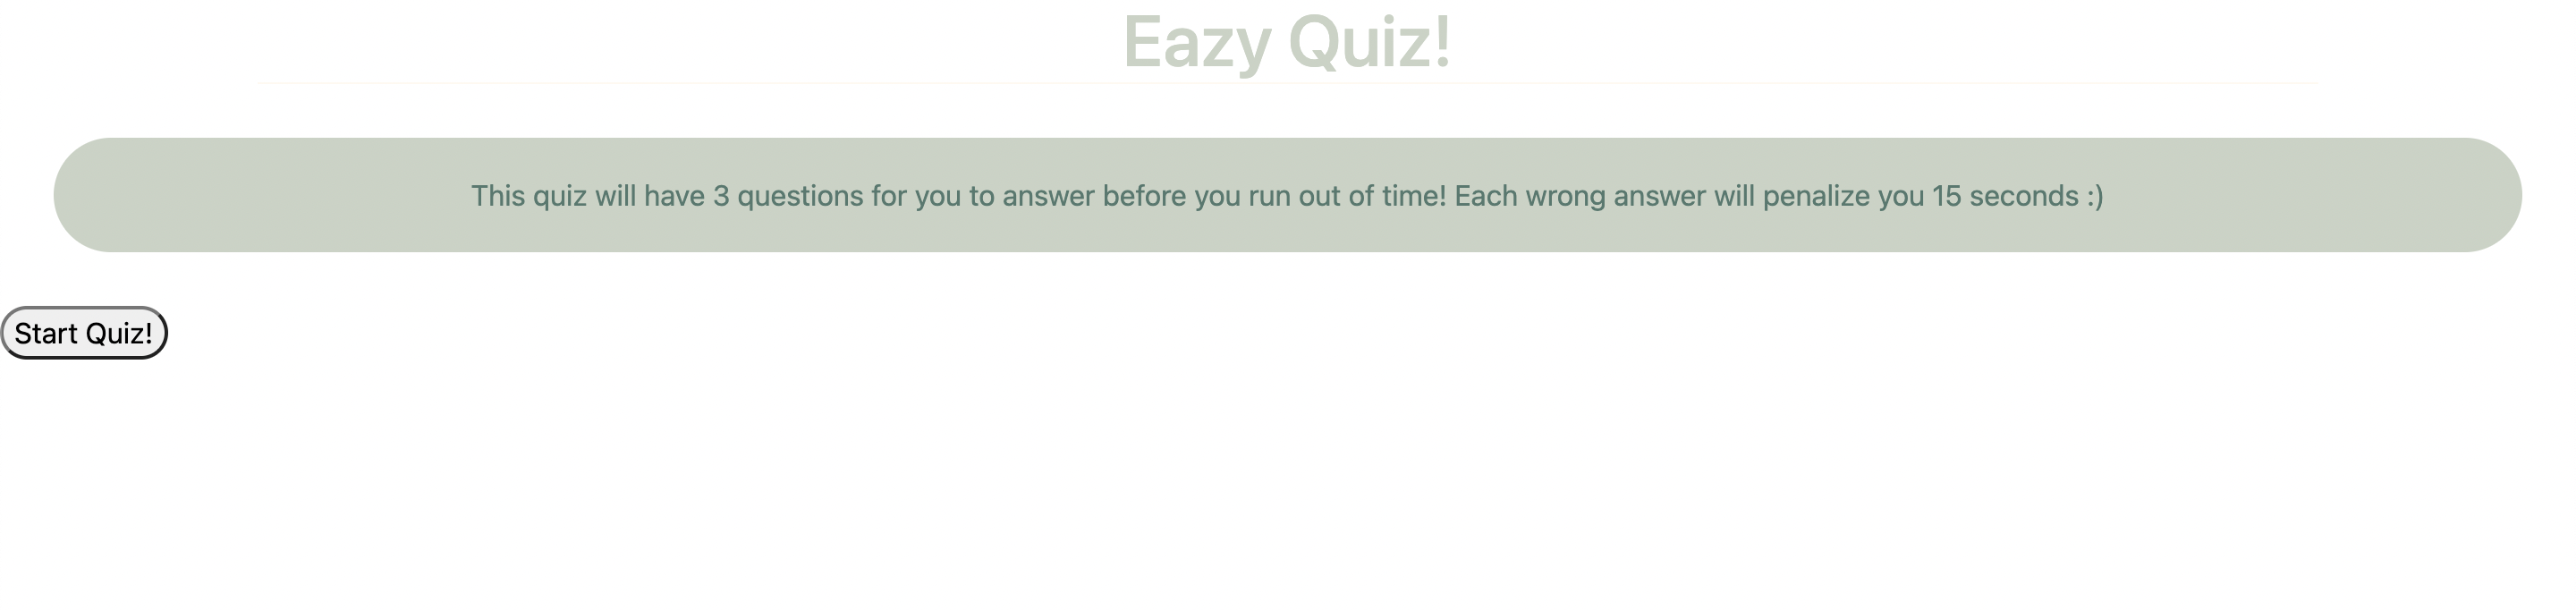 Eazy Quiz!
This quiz will have 3 questions for you to answer before you run out of time! Each wrong answer will penalize you 15 seconds :)
Start Quiz!